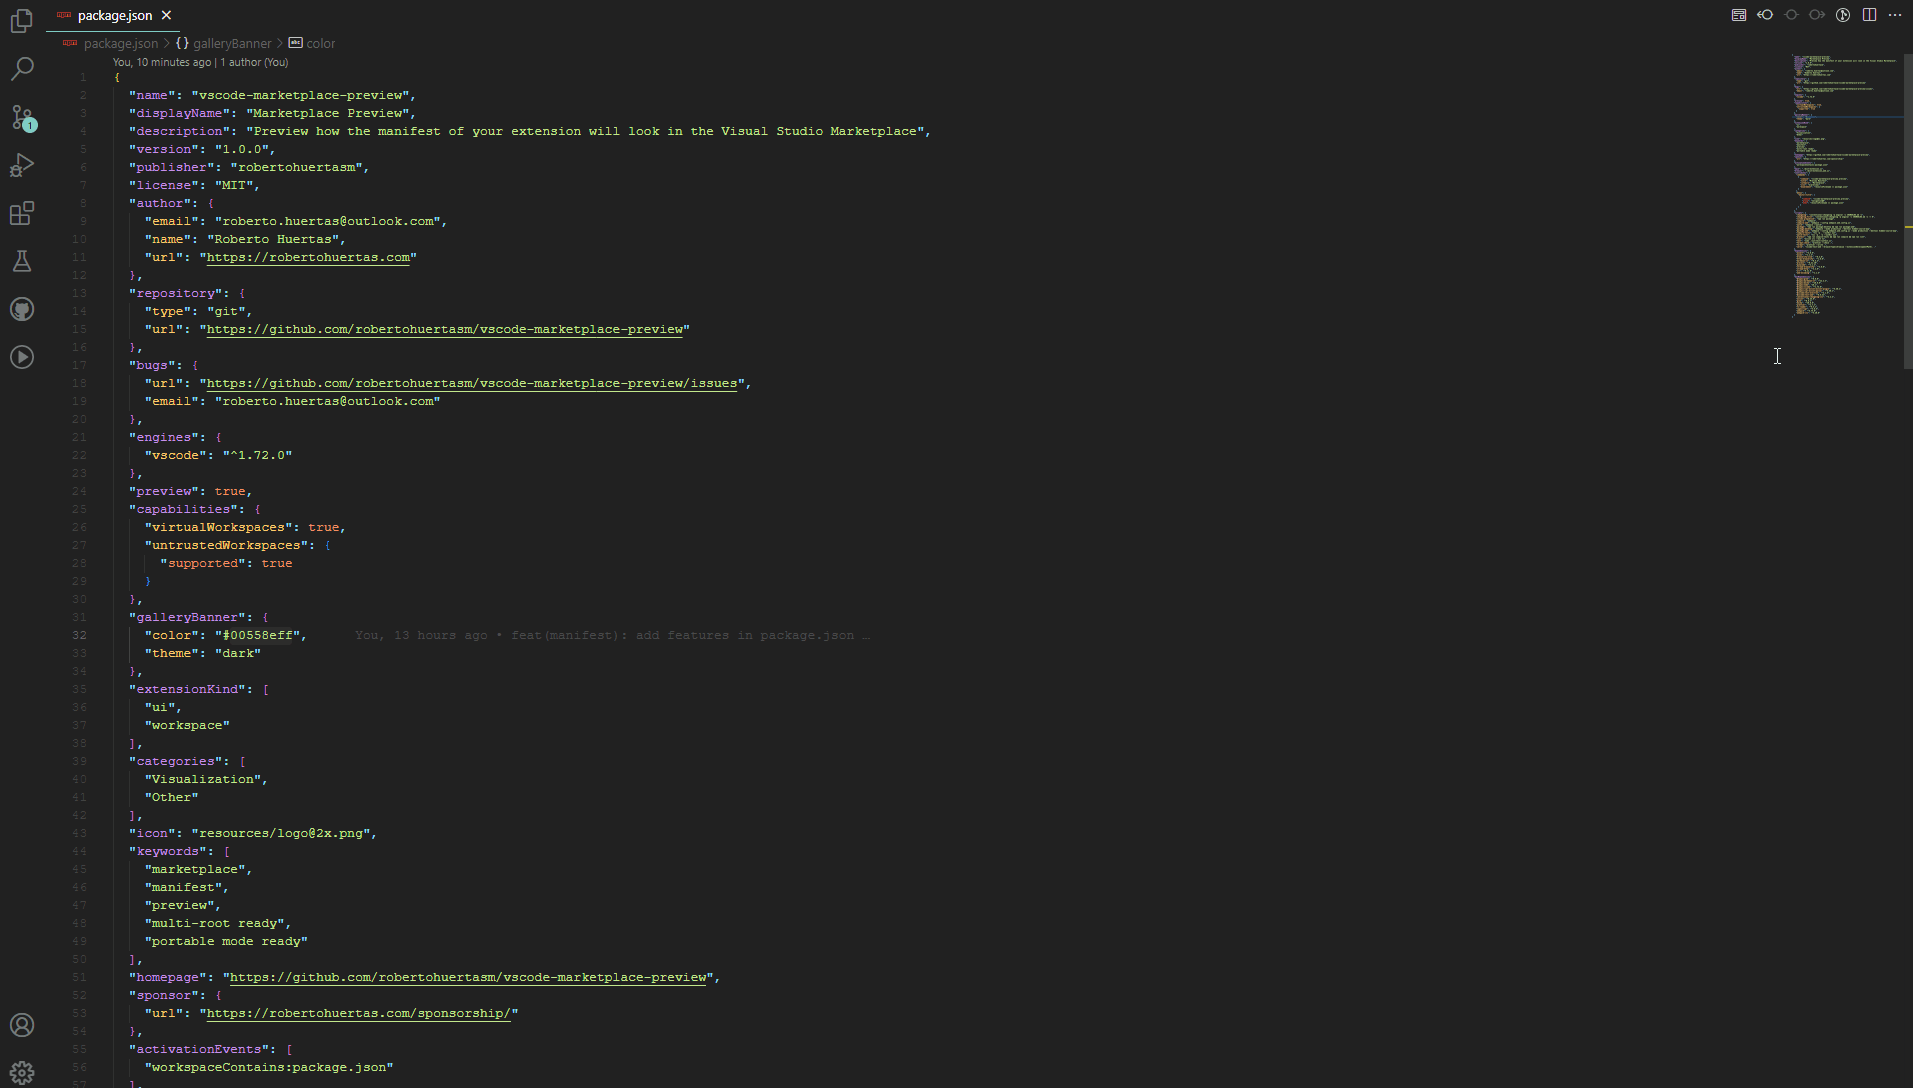 package.json
package.json > {} galleryBanner > color
You, 10 minutes ago | 1 author (You)
1 {
2 "name": "vscode-marketplace-preview",
3 "displayName": "Marketplace Preview",
4 "description": "Preview how the manifest of your extension will look in the Visual Studio Marketplace",
5 "version": "1.0.0",
6 "publisher": "robertohuertasm",
7 "license": "MIT",
8 "author": {
9 "email": "roberto.huertas@outlook.com",
10 "name": "Roberto Huertas",
11 "url": "https://robertohuertas.com"
12 },
13 "repository": {
14 "type": "git",
15 "url": "https://github.com/robertohuertasm/vscode-marketplace-preview"
16 },
17 "bugs": {
18 "url": "https://github.com/robertohuertasm/vscode-marketplace-preview/issues",
19 "email": "roberto.huertas@outlook.com"
20 },
21 "engines": {
22 "vscode": "^1.72.0"
23 },
24 "preview": true,
25 "capabilities": {
26 "virtualWorkspaces": true,
27 "untrustedWorkspaces": {
28 "supported": true
29 }
30 },
31 "galleryBanner": {
32 "color": "#00558eff", You, 13 hours ago • feat(manifest): add features in package.json …
33 "theme": "dark"
34 },
35 "extensionKind": [
36 "ui",
37 "workspace"
38 ],
39 "categories": [
40 "Visualization",
41 "Other"
42 ],
43 "icon": "resources/logo@2x.png",
44 "keywords": [
45 "marketplace",
46 "manifest",
47 "preview",
48 "multi-root ready",
49 "portable mode ready"
50 ],
51 "homepage": "https://github.com/robertohuertasm/vscode-marketplace-preview",
52 "sponsor": {
53 "url": "https://robertohuertas.com/sponsorship/"
54 },
55 "activationEvents": [
56 "workspaceContains:package.json"
57 ],
1